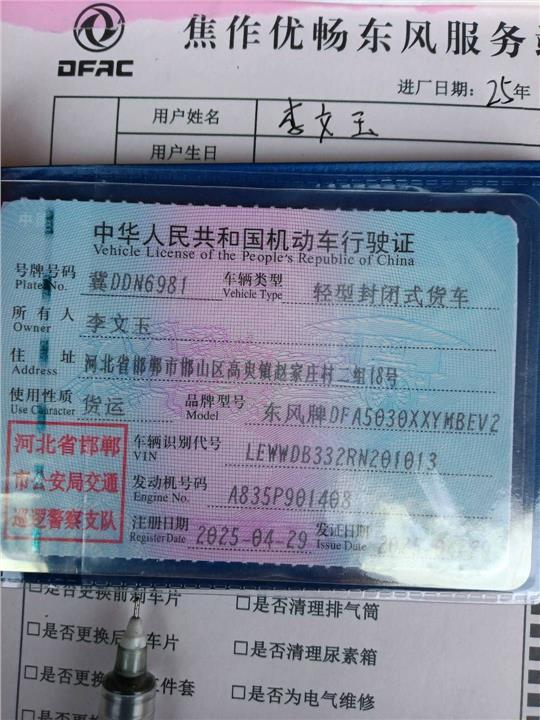 DFAC
焦作优畅东风服务
进厂日期：25年
用户姓名 李文玉
用户生日
中华人民共和国机动车行驶证
Vehicle License of the People's Republic of China
号牌号码 冀DDN6981 车辆类型 轻型封闭式货车
Plate No. Vehicle Type
所有人 李文玉
Owner
住址 河北省邯郸市邯山区高臾镇赵家庄村二组18号
Address
使用性质 货运 品牌型号 东风牌DFA5030XXYMBEV2
Use Character Model
河北省邯郸
市公安局交通
巡逻警察支队
车辆识别代号 LEWWDB332RN201013
VIN
发动机号码 A835P901408
Engine No.
注册日期 2025-04-29 发证日期
Register Date Issue Date
□是否更换前刹车片 □是否清理排气筒
□是否更换后刹车片 □是否清理尿素箱
□是否更换 件套 □是否为电气维修
□是否更换